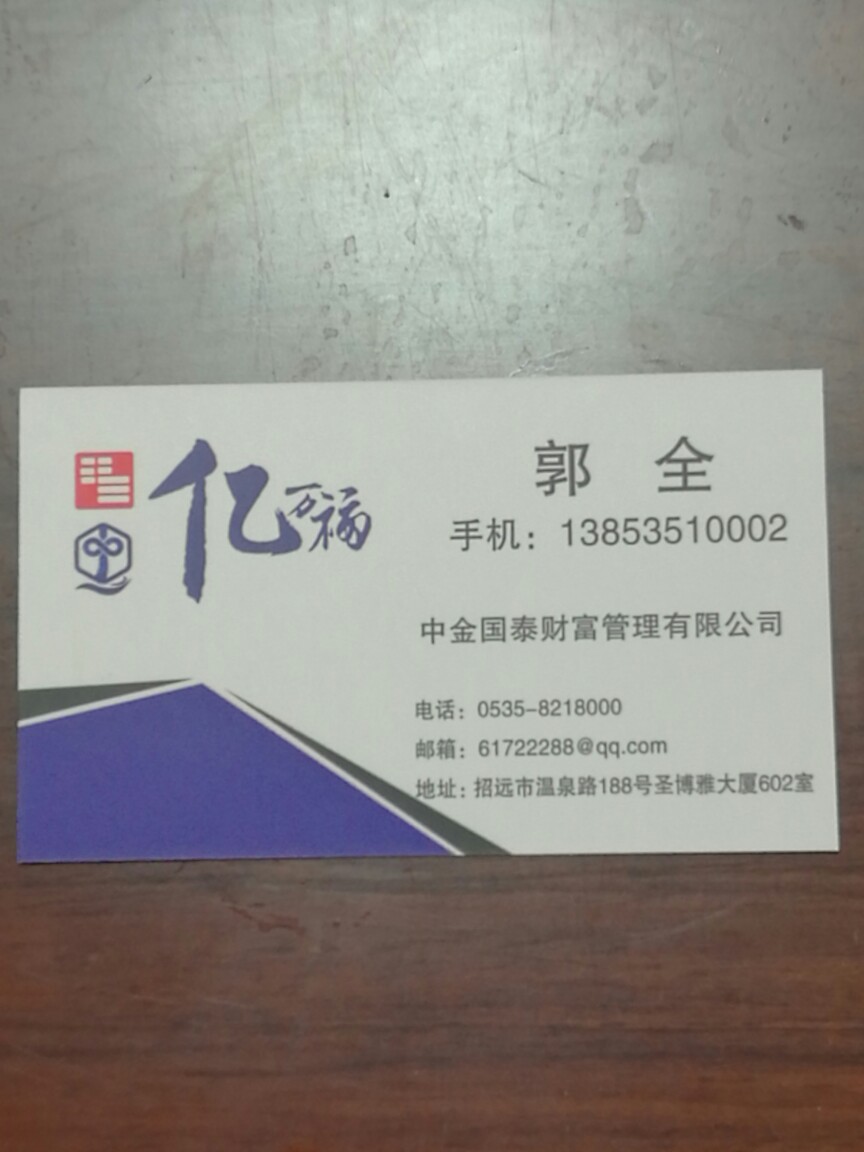 亿万福
郭 全
手机：13853510002
中金国泰财富管理有限公司
电话：0535-8218000
邮箱：61722288@qq.com
地址：招远市温泉路188号圣博雅大厦602室